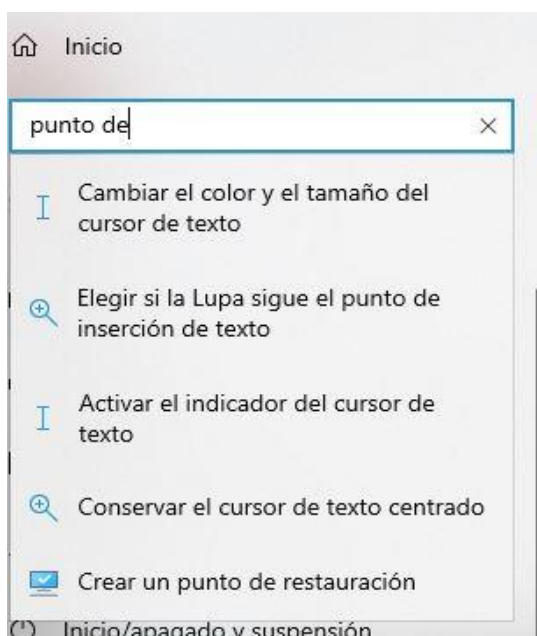 Inicio
punto de
Cambiar el color y el tamaño del
cursor de texto
Elegir si la Lupa sigue el punto de
inserción de texto
Activar el indicador del cursor de
texto
Conservar el cursor de texto centrado
Crear un punto de restauración
Inicio/apagado y suspensión